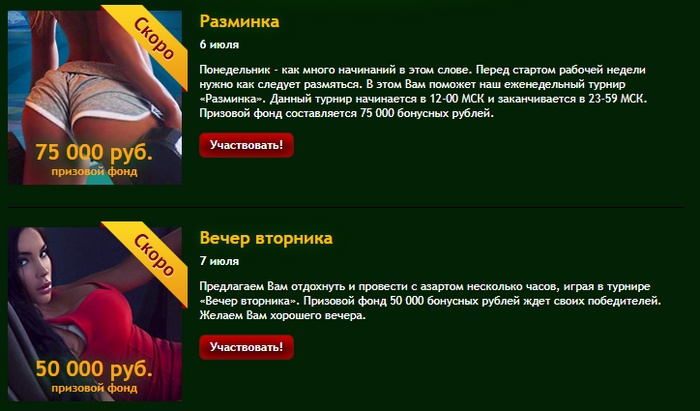 Скоро
75 000 руб.
призовой фонд
Разминка
6 июля
Понедельник - как много начинаний в этом слове. Перед стартом рабочей недели
нужно как следует размяться. В этом Вам поможет наш еженедельный турнир
«Разминка». Данный турнир начинается в 12-00 МСК и заканчивается в 23-59 МСК.
Призовой фонд составляется 75 000 бонусных рублей.
Участвовать!
Скоро
50 000 руб.
призовой фонд
Вечер вторника
7 июля
Предлагаем Вам отдохнуть и провести с азартом несколько часов, играя в турнире
«Вечер вторника». Призовой фонд 50 000 бонусных рублей ждет своих победителей.
Желаем Вам хорошего вечера.
Участвовать!